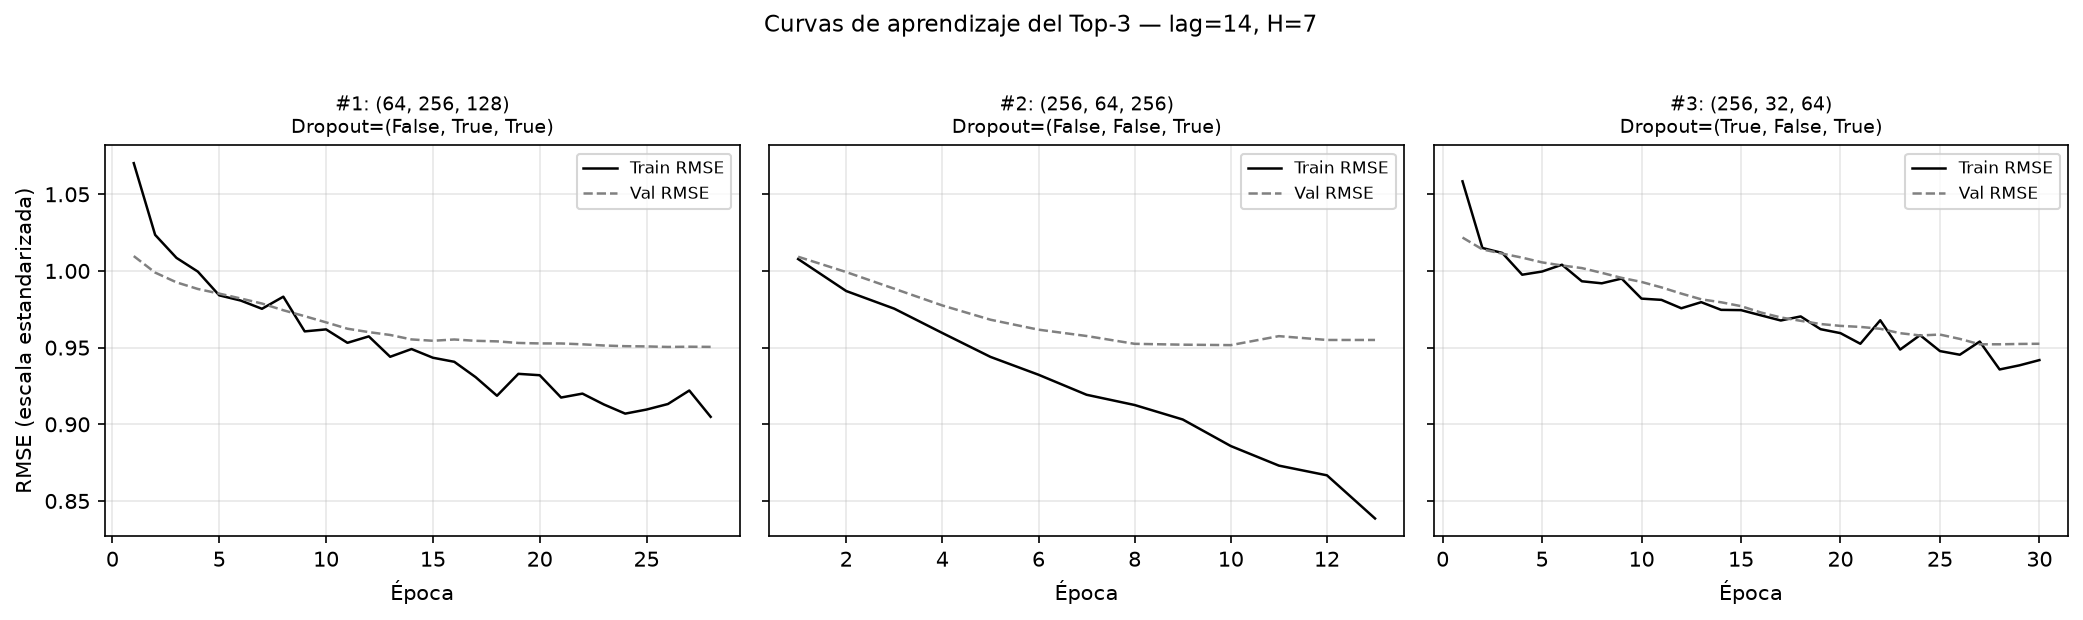 Curvas de aprendizaje del Top-3 — lag=14, H=7
#1: (64, 256, 128)
Dropout=(False, True, True)
Train RMSE
Val RMSE
RMSE (escala estandarizada)
1.05
1.00
0.95
0.90
0.85
0 5 10 15 20 25
Época
#2: (256, 64, 256)
Dropout=(False, False, True)
Train RMSE
Val RMSE
2 4 6 8 10 12
Época
#3: (256, 32, 64)
Dropout=(True, False, True)
Train RMSE
Val RMSE
0 5 10 15 20 25 30
Época